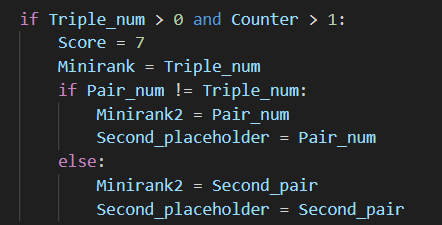 if Triple_num > 0 and Counter > 1:
    Score = 7
    Minirank = Triple_num
    if Pair_num != Triple_num:
        Minirank2 = Pair_num
        Second_placeholder = Pair_num
    else:
        Minirank2 = Second_pair
        Second_placeholder = Second_pair